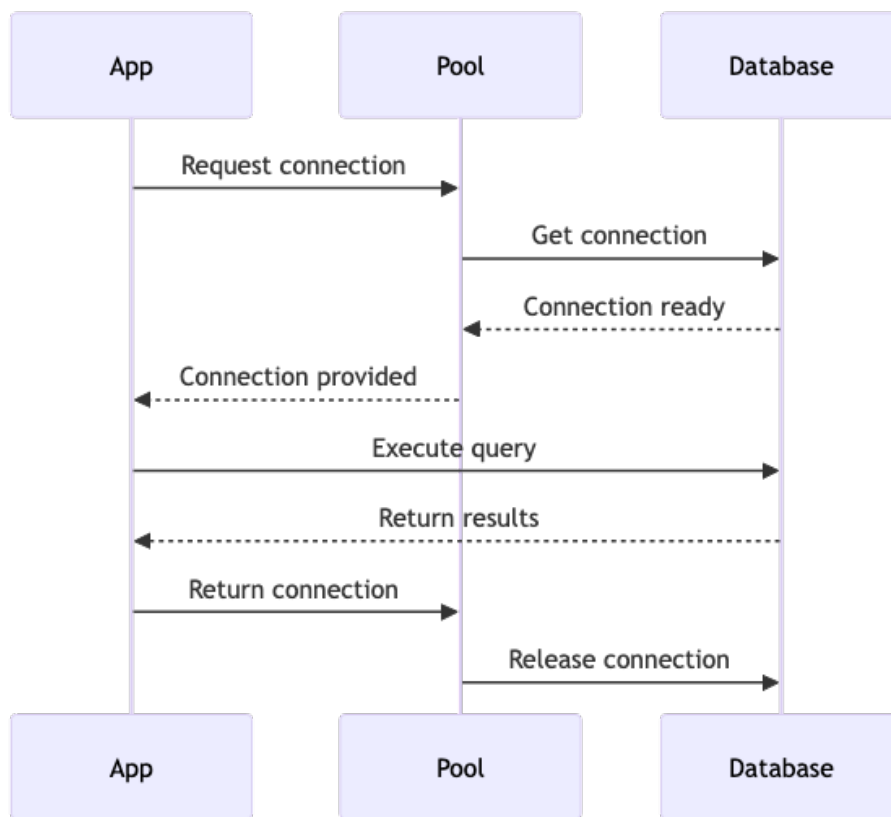 App Pool Database
Request connection
Get connection
Connection ready
Connection provided
Execute query
Return results
Return connection
Release connection
App Pool Database